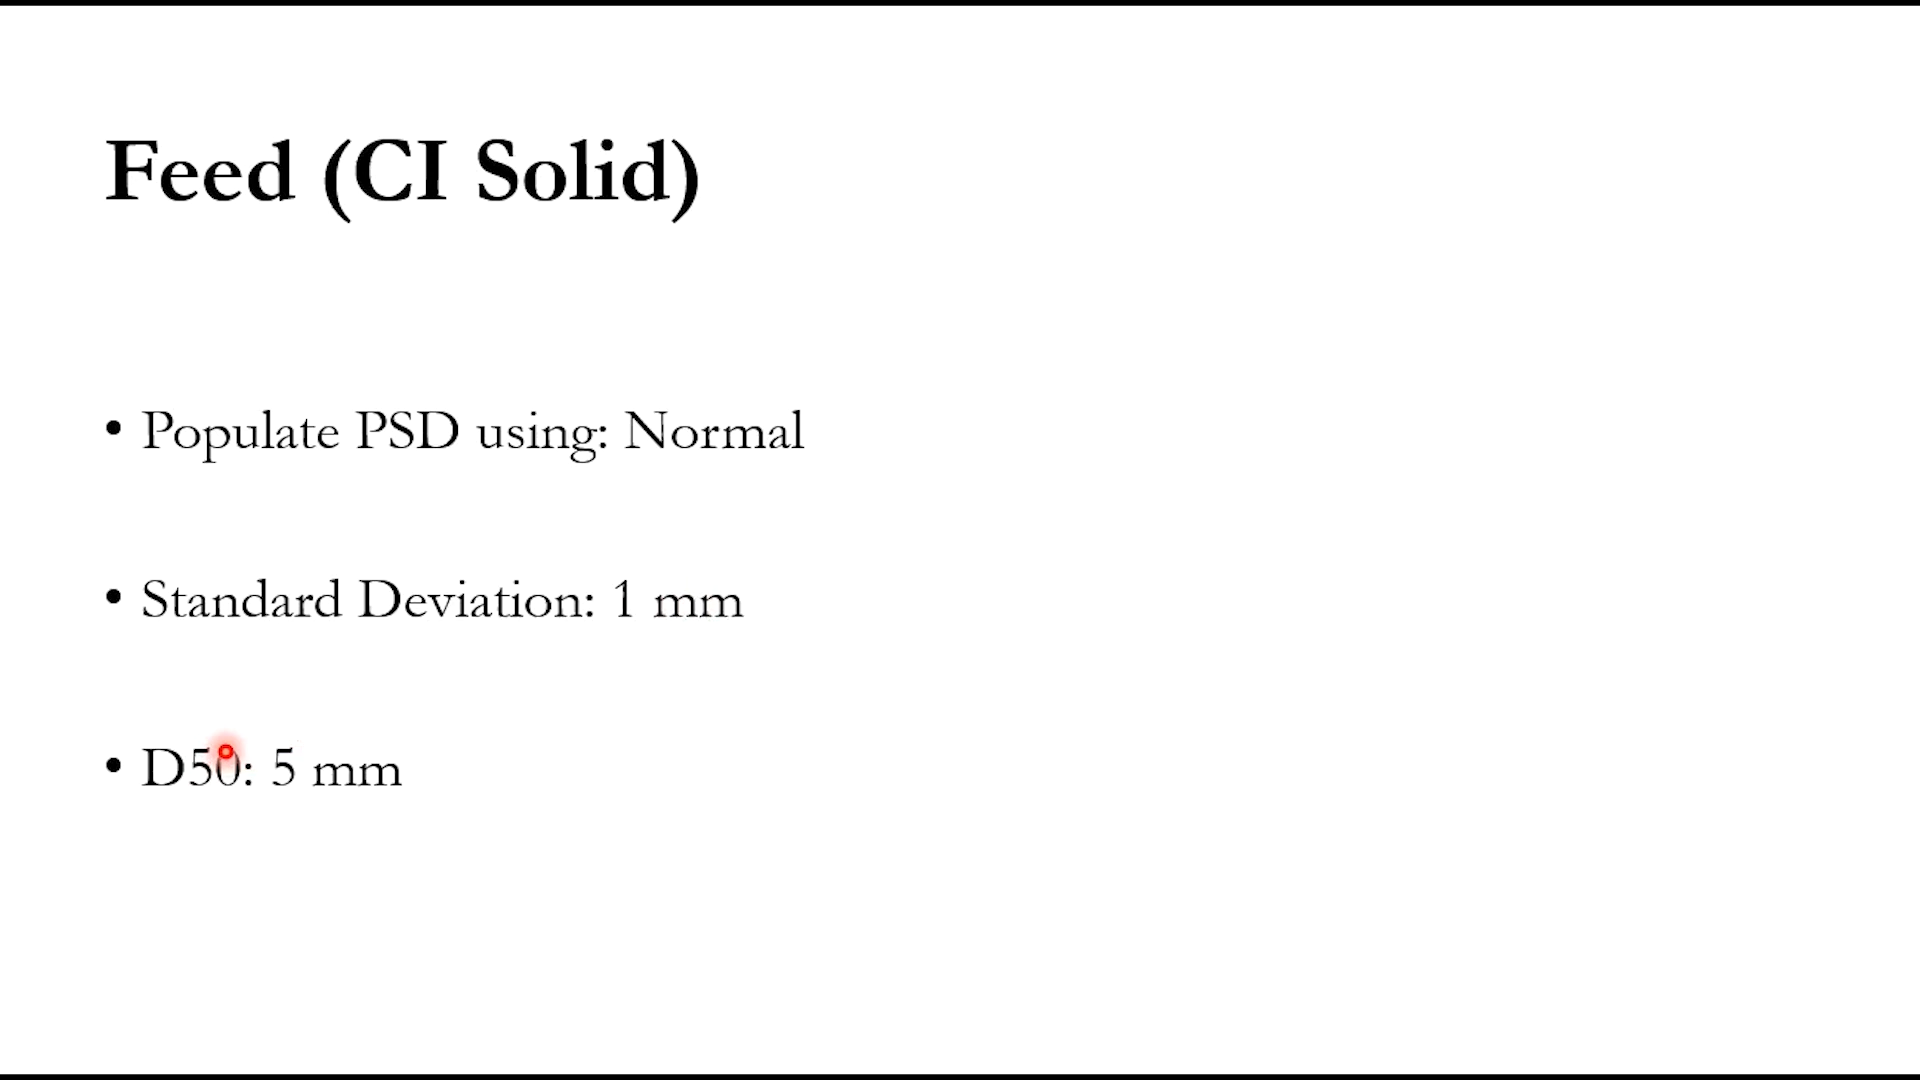 Feed (CI Solid)
• Populate PSD using: Normal
• Standard Deviation: 1 mm
• D50: 5 mm